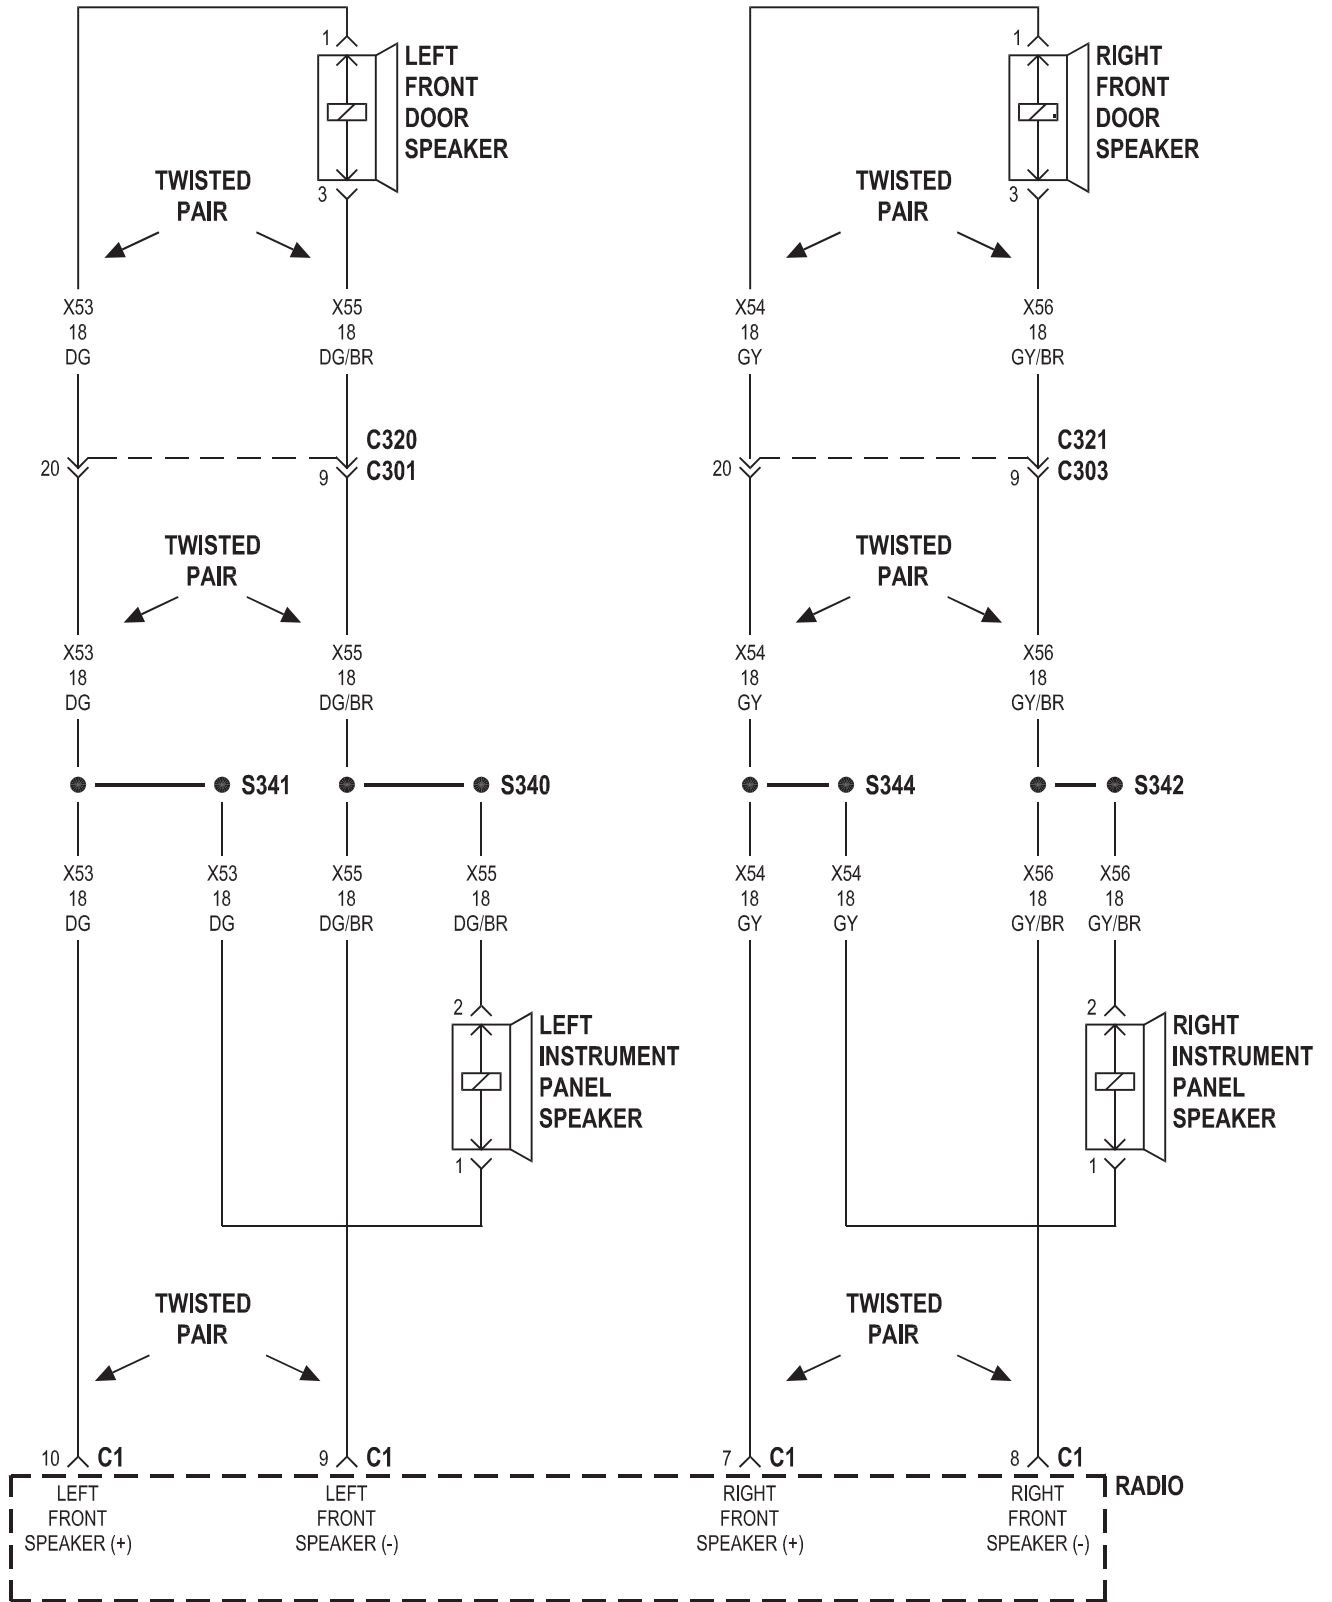 1
LEFT
FRONT
DOOR
SPEAKER
3
1
RIGHT
FRONT
DOOR
SPEAKER
3
TWISTED
PAIR
TWISTED
PAIR
X53
18
DG
X55
18
DG/BR
X54
18
GY
X56
18
GY/BR
20
9
C320
C301
20
9
C321
C303
TWISTED
PAIR
TWISTED
PAIR
X53
18
DG
X55
18
DG/BR
X54
18
GY
X56
18
GY/BR
S341
S340
S344
S342
X53
18
DG
X53
18
DG
X55
18
DG/BR
X55
18
DG/BR
X54
18
GY
X54
18
GY
X56
18
GY/BR
X56
18
GY/BR
2
LEFT
INSTRUMENT
PANEL
SPEAKER
1
2
RIGHT
INSTRUMENT
PANEL
SPEAKER
1
TWISTED
PAIR
TWISTED
PAIR
10 C1
9 C1
7 C1
8 C1
RADIO
LEFT
FRONT
SPEAKER (+)
LEFT
FRONT
SPEAKER (-)
RIGHT
FRONT
SPEAKER (+)
RIGHT
FRONT
SPEAKER (-)